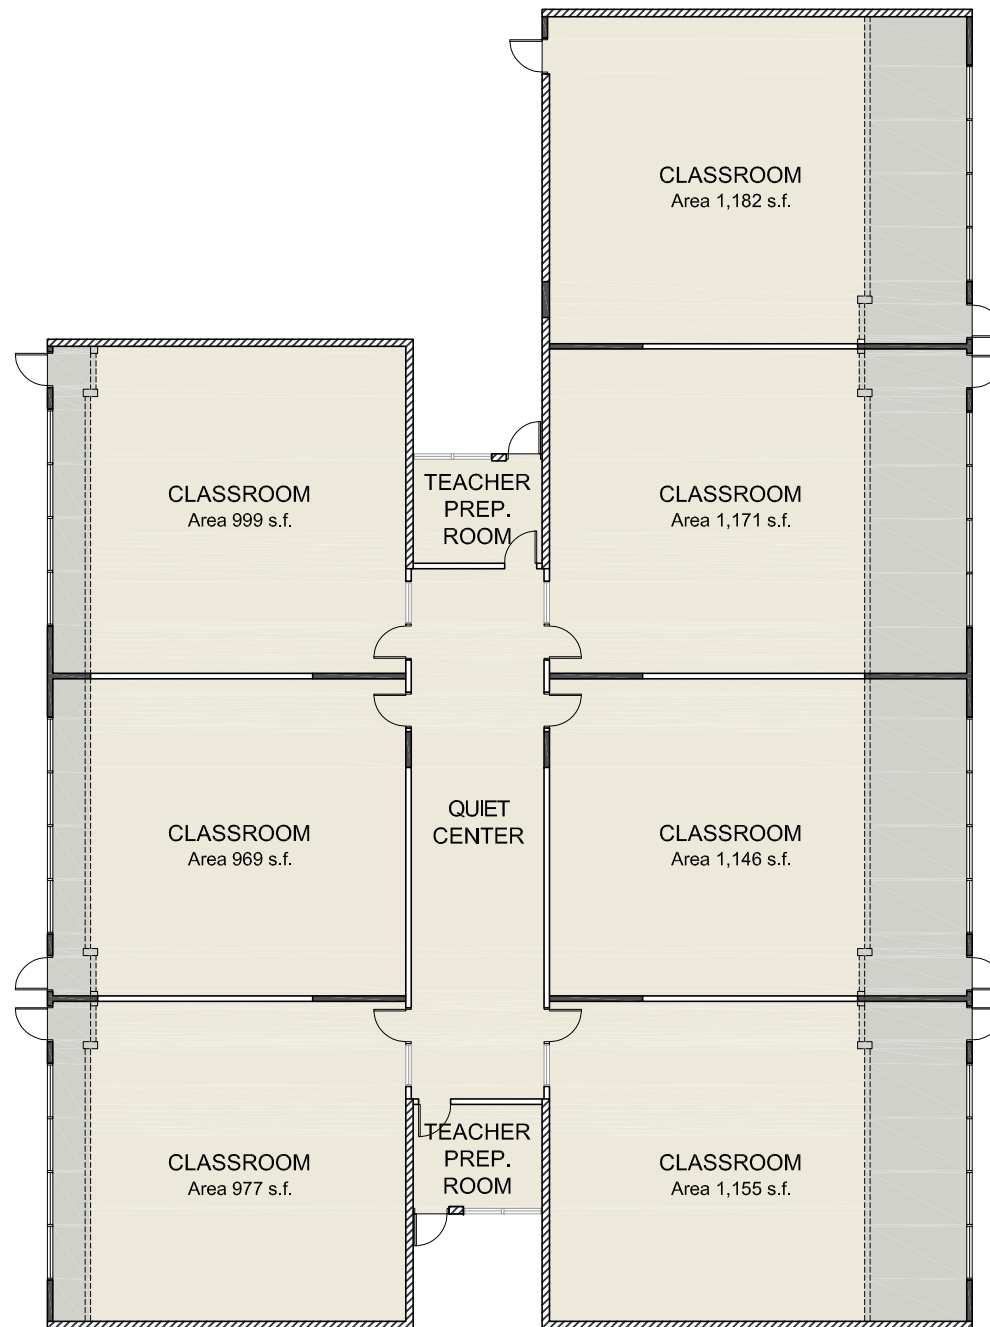 CLASSROOM
Area 1,182 s.f.
CLASSROOM
Area 999 s.f.
TEACHER
PREP.
ROOM
CLASSROOM
Area 1,171 s.f.
CLASSROOM
Area 969 s.f.
QUIET
CENTER
CLASSROOM
Area 1,146 s.f.
CLASSROOM
Area 977 s.f.
TEACHER
PREP.
ROOM
CLASSROOM
Area 1,155 s.f.